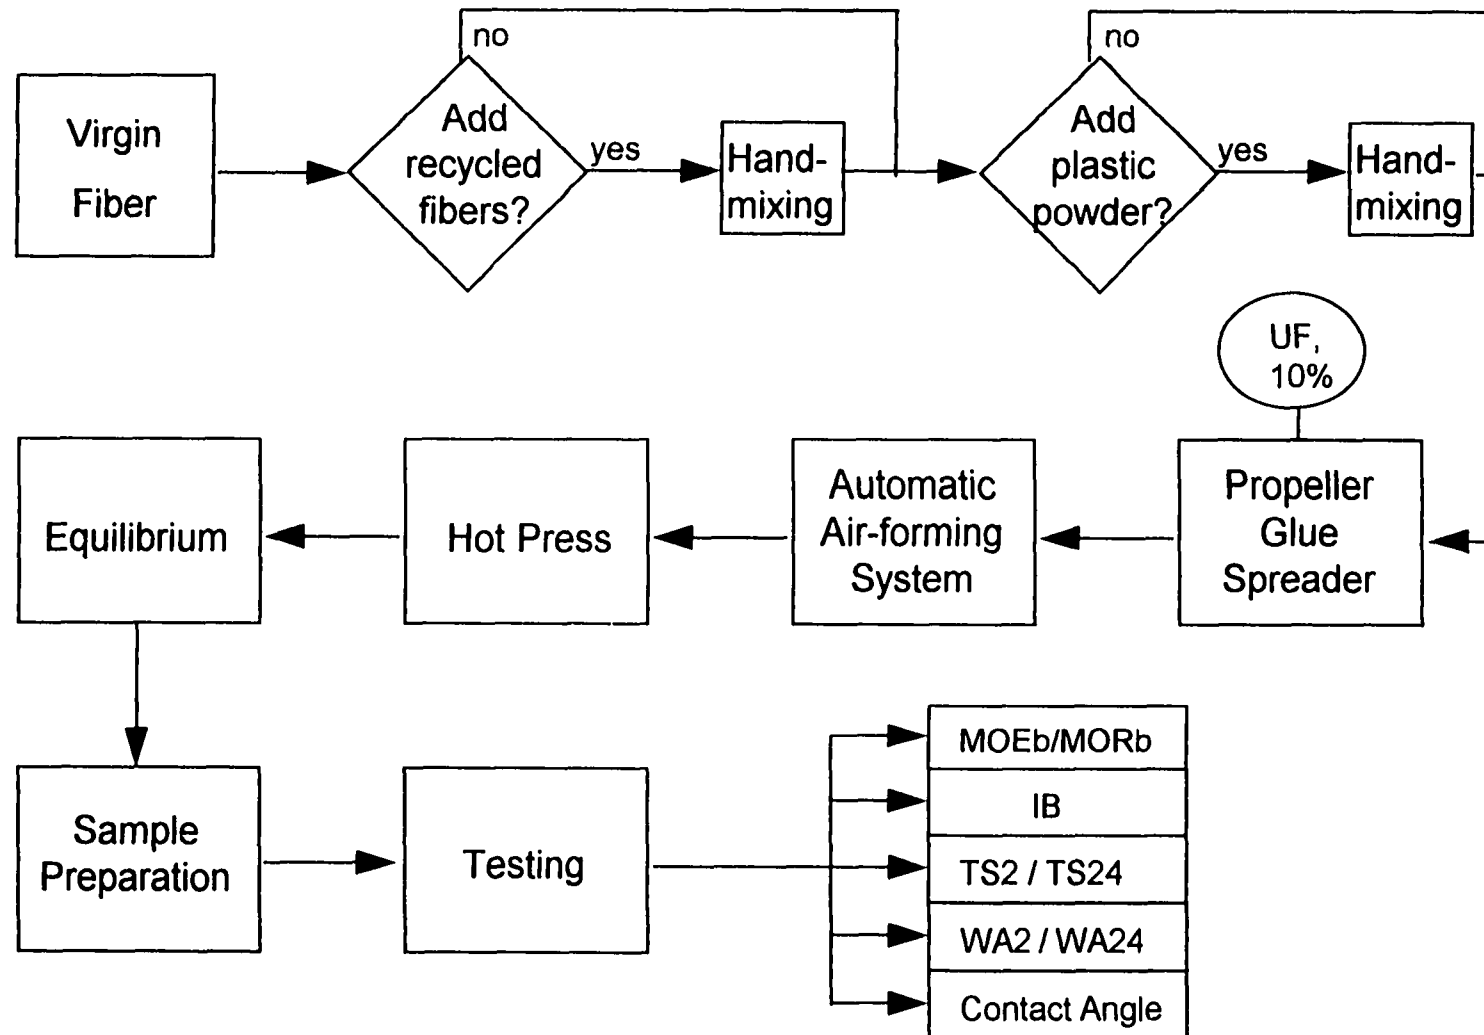 no
no
Virgin
Fiber
Add
recycled
fibers?
yes
Hand-
mixing
Add
plastic
powder?
yes
Hand-
mixing
UF,
10%
Equilibrium
Hot Press
Automatic
Air-forming
System
Propeller
Glue
Spreader
Sample
Preparation
Testing
MOEb/MORb
IB
TS2 / TS24
WA2 / WA24
Contact Angle